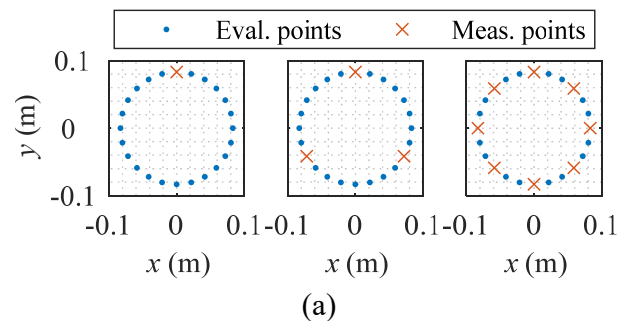 Eval. points Meas. points
0.1
y (m) 0
-0.1
-0.1 0 0.1 -0.1 0 0.1 -0.1 0 0.1
x (m) x (m) x (m)
(a)